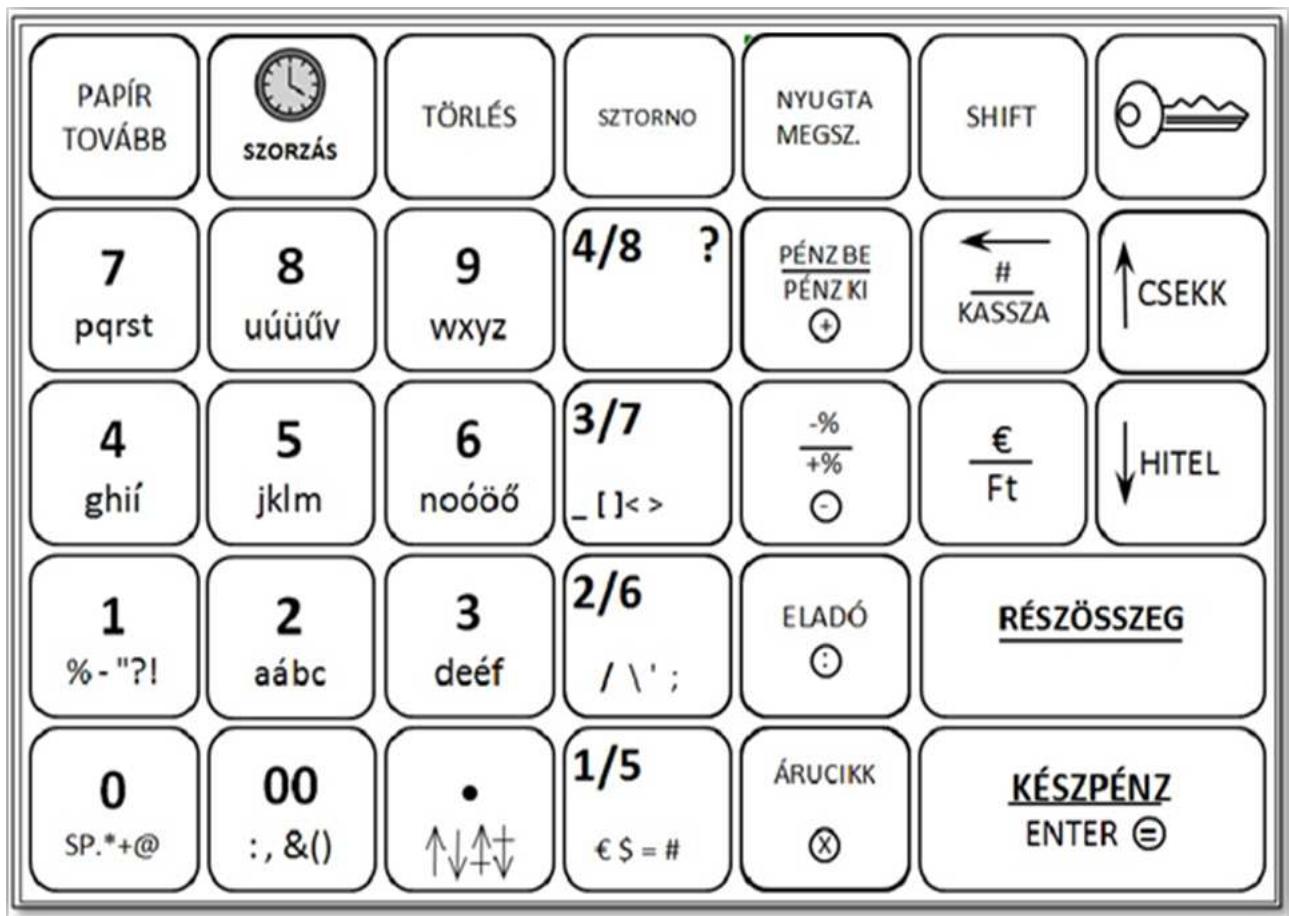 PAPÍR
TOVÁBB
SZORZÁS
TÖRLÉS
SZTORNO
NYUGTA
MEGSZ.
SHIFT
7
pqrst
8
uúüűv
9
wxyz
4/8 ?
PÉNZ BE
PÉNZ KI
+
←
#
KASSZA
↑ CSEKK
4
ghií
5
jklm
6
noóöő
3/7
_ [ ]< >
-%
+%
-
€
Ft
↓ HITEL
1
% - "?!
2
aábc
3
deéf
2/6
/ \ ' ;
ELADÓ
:
RÉSZÖSSZEG
0
SP.*+@
00
: , &()
.
↑↓⇞⇟
1/5
€ $ = #
ÁRUCIKK
X
KÉSZPÉNZ
ENTER =